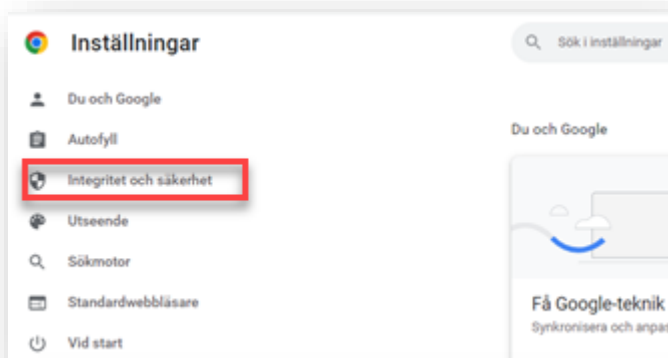 Inställningar
Sök i inställningar
Du och Google
Autofyll
Integritet och säkerhet
Utseende
Sökmotor
Standardwebbläsare
Vid start
Du och Google
Få Google-teknik
Synkronisera och